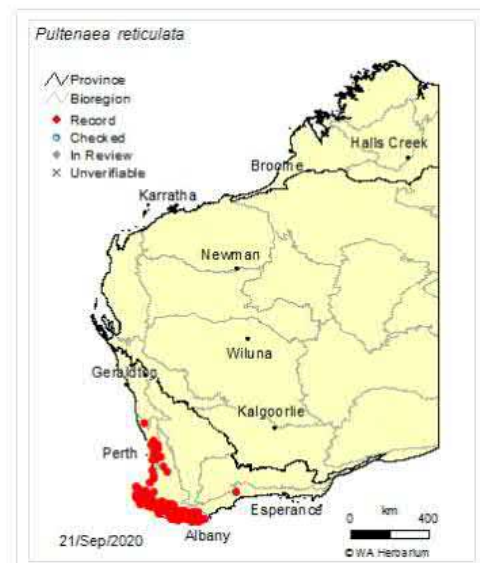 Pultenaea reticulata
Province
Bioregion
Record
Checked
In Review
Unverifiable
Halls Creek
Broome
Karratha
Newman
Wiluna
Geraldton
Kalgoorlie
Perth
Esperance
Albany
21/Sep/2020
km
0 400
© WA Herbarium